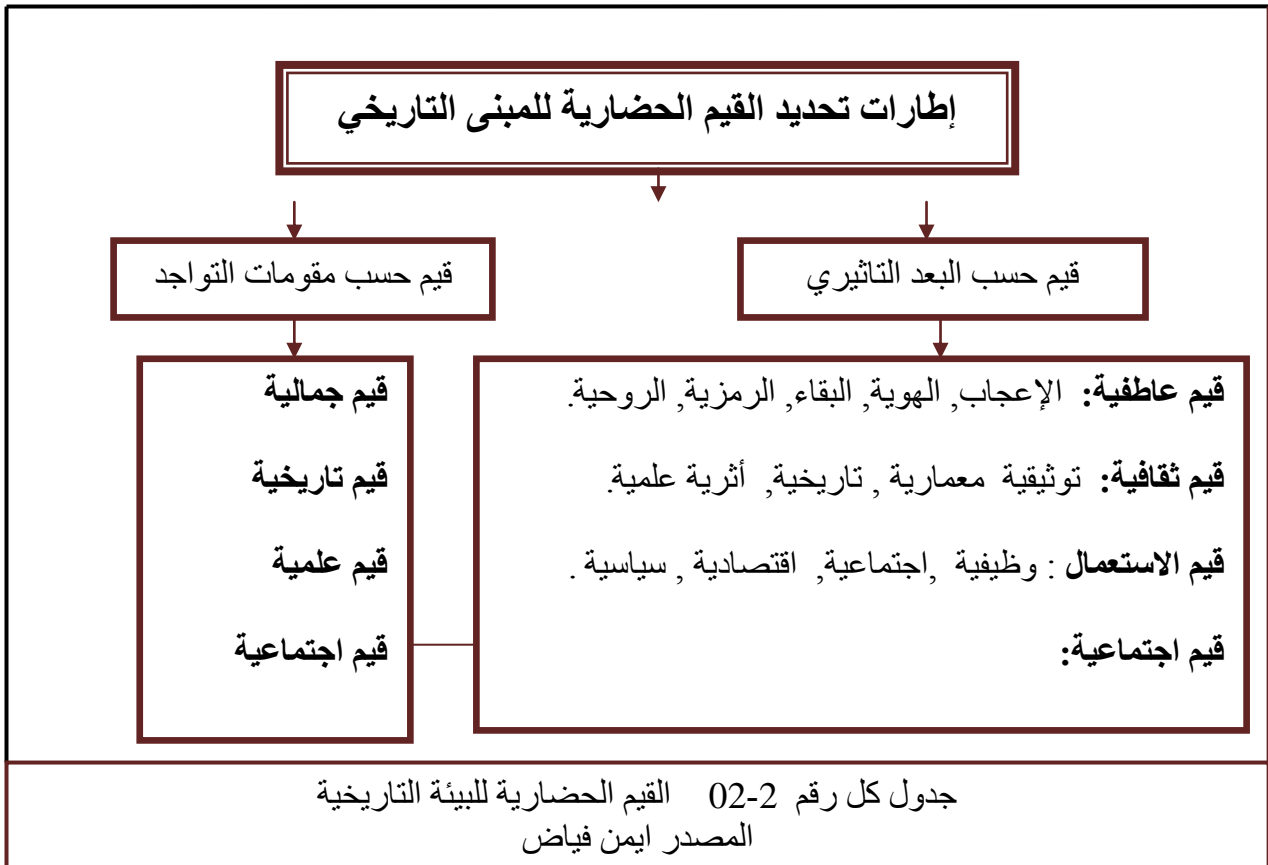 إطارات تحديد القيم الحضارية للمبنى التاريخي
قيم حسب البعد التاثيري
قيم حسب مقومات التواجد
قيم عاطفية: الإعجاب, الهوية, البقاء, الرمزية, الروحية.
قيم ثقافية: توثيقية معمارية , تاريخية, أثرية علمية.
قيم الاستعمال : وظيفية ,اجتماعية, اقتصادية , سياسية .
قيم اجتماعية:
قيم جمالية
قيم تاريخية
قيم علمية
قيم اجتماعية
جدول كل رقم 2-02 القيم الحضارية للبيئة التاريخية
المصدر ايمن فياض